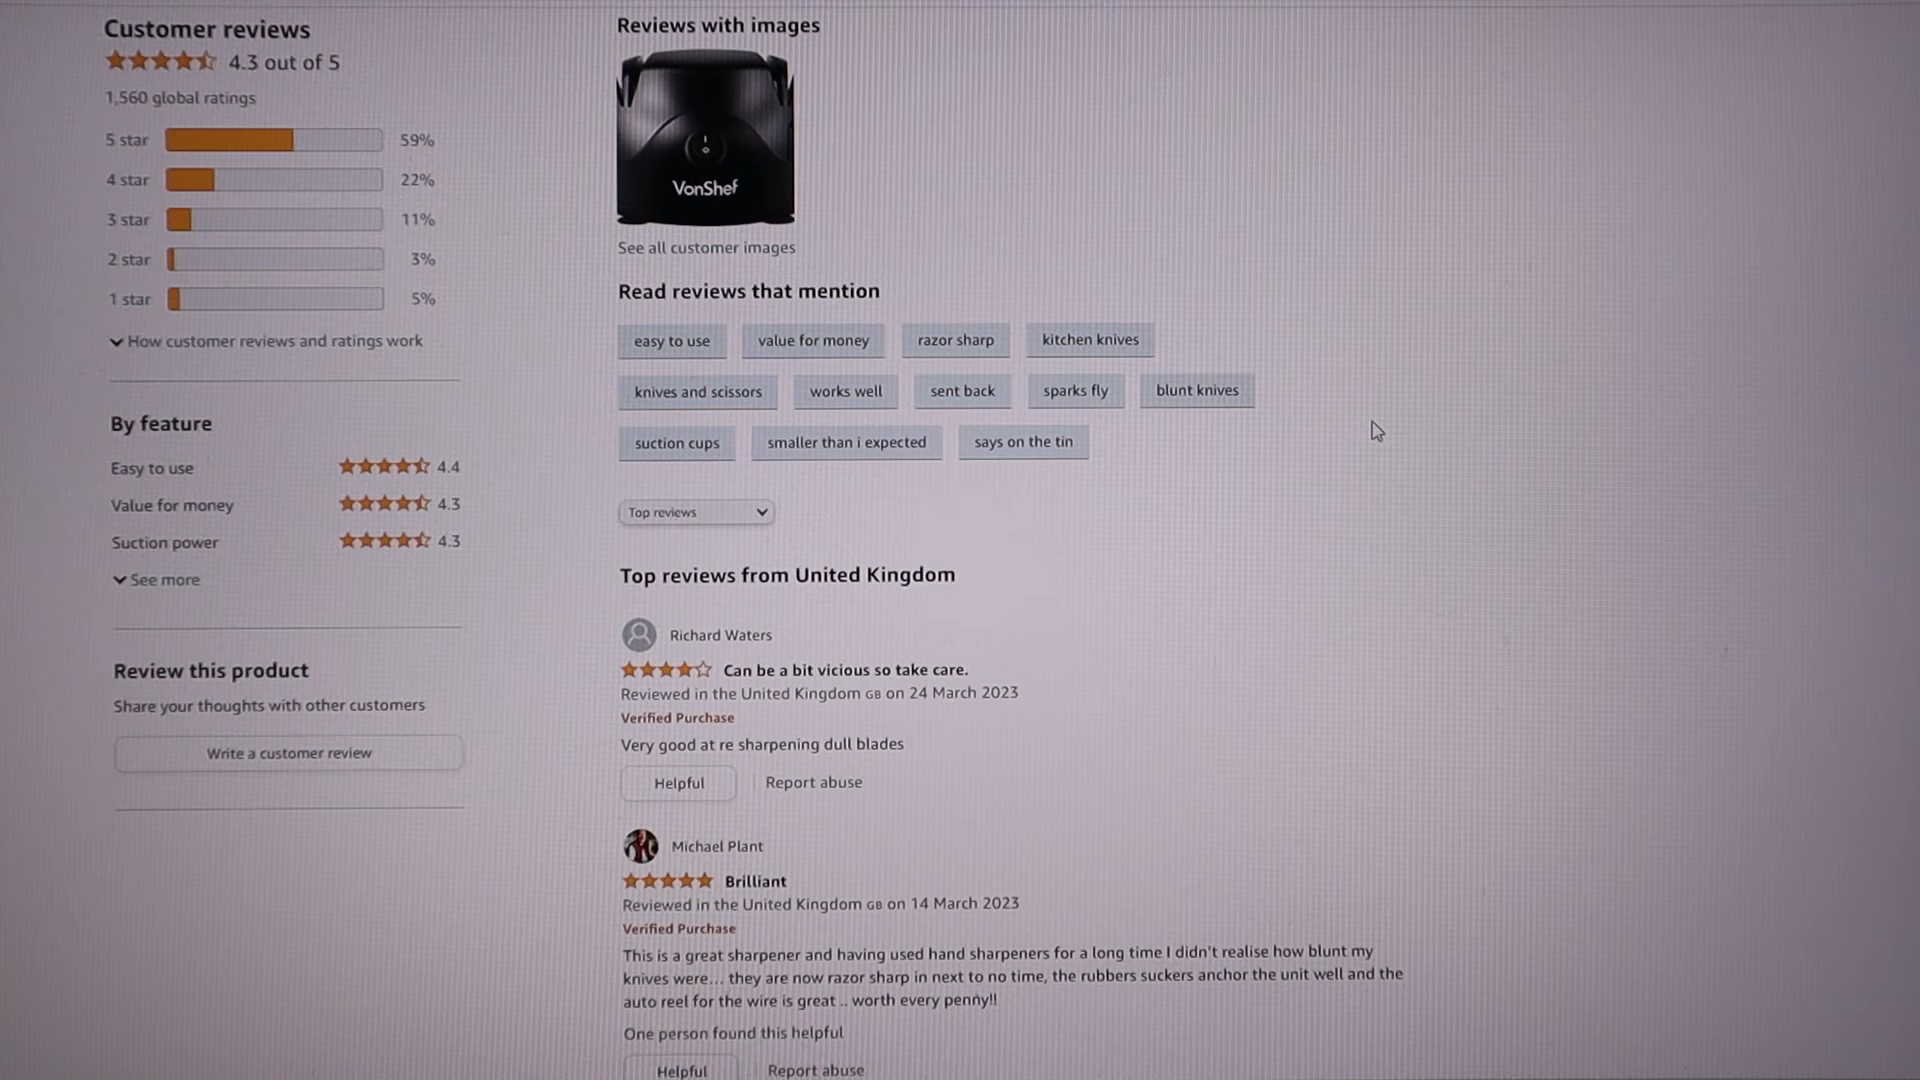 Customer reviews
4.3 out of 5
1,560 global ratings
5 star 59%
4 star 22%
3 star 11%
2 star 3%
1 star 5%
How customer reviews and ratings work
By feature
Easy to use 4.4
Value for money 4.3
Suction power 4.3
See more
Review this product
Share your thoughts with other customers
Write a customer review
Reviews with images
VonShef
See all customer images
Read reviews that mention
easy to use value for money razor sharp kitchen knives
knives and scissors works well sent back sparks fly blunt knives
suction cups smaller than i expected says on the tin
Top reviews
Top reviews from United Kingdom
Richard Waters
Can be a bit vicious so take care.
Reviewed in the United Kingdom GB on 24 March 2023
Verified Purchase
Very good at re sharpening dull blades
Helpful Report abuse
Michael Plant
Brilliant
Reviewed in the United Kingdom GB on 14 March 2023
Verified Purchase
This is a great sharpener and having used hand sharpeners for a long time I didn't realise how blunt my
knives were... they are now razor sharp in next to no time, the rubbers suckers anchor the unit well and the
auto reel for the wire is great .. worth every penny!!
One person found this helpful
Helpful Report abuse